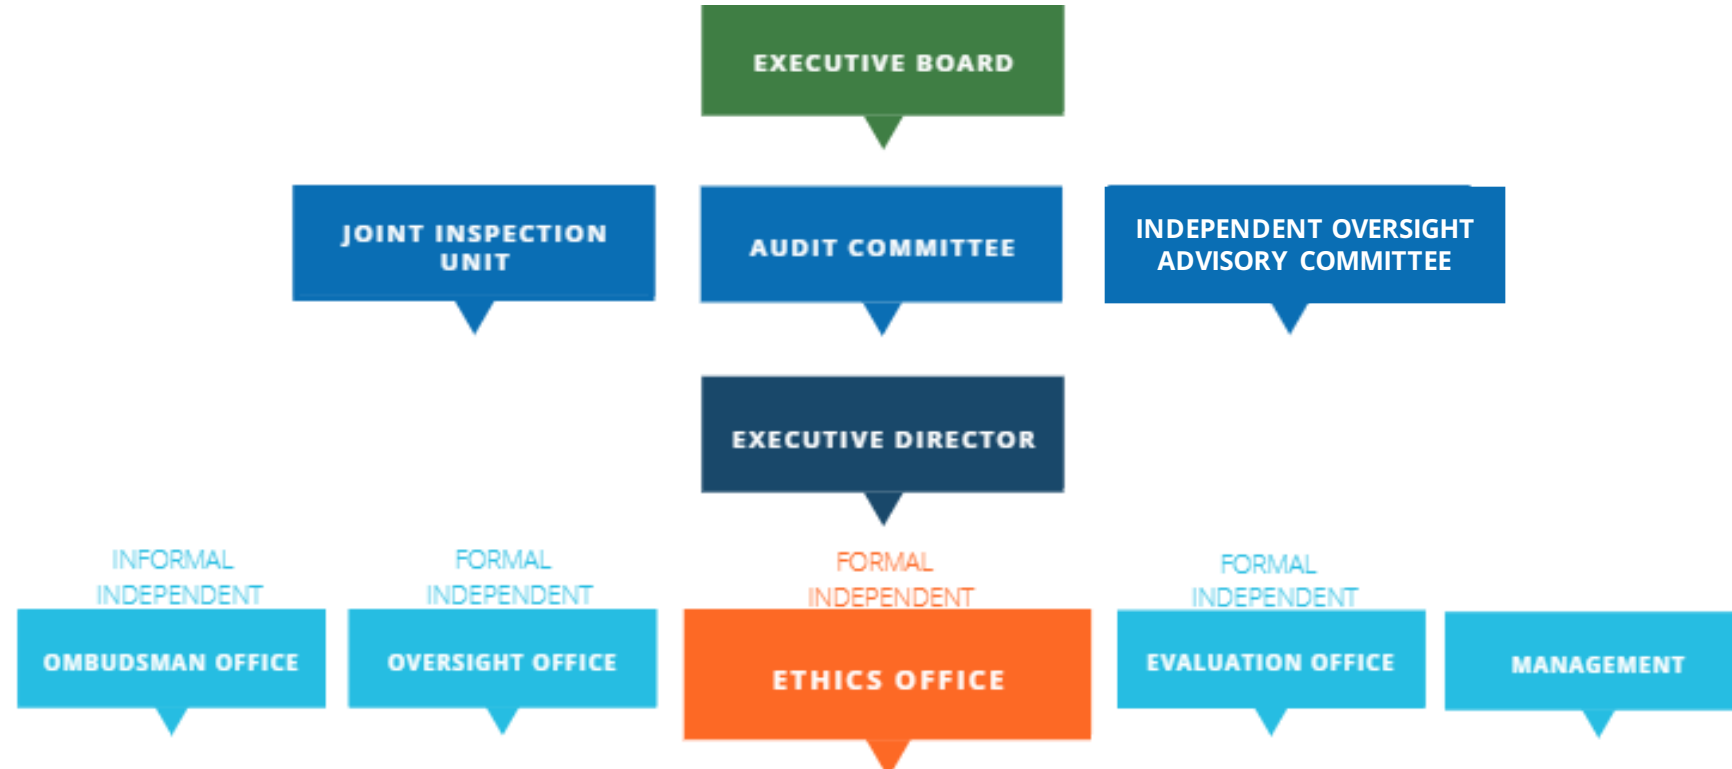 EXECUTIVE BOARD
JOINT INSPECTION
UNIT
AUDIT COMMITTEE
INDEPENDENT OVERSIGHT
ADVISORY COMMITTEE
EXECUTIVE DIRECTOR
INFORMAL
INDEPENDENT
OMBUDSMAN OFFICE
FORMAL
INDEPENDENT
OVERSIGHT OFFICE
FORMAL
INDEPENDENT
ETHICS OFFICE
FORMAL
INDEPENDENT
EVALUATION OFFICE
MANAGEMENT